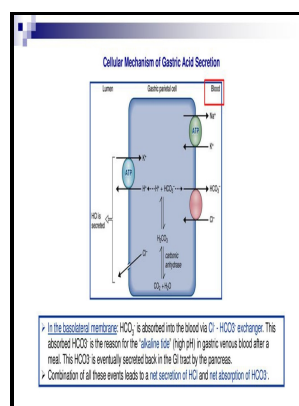 Cellular Mechanism of Gastric Acid Secretion
Lumen Gastric parietal cell Blood
Na⁺
ATP
K⁺
K⁺
ATP
H⁺ H⁺ + HCO₃⁻ HCO₃⁻
HCl is
secreted
Cl⁻
H₂CO₃
Cl⁻
carbonic
anhydrase
CO₂ + H₂O
➢ In the basolateral membrane: HCO₃⁻ is absorbed into the blood via Cl⁻ - HCO3⁻ exchanger. This
absorbed HCO3⁻ is the reason for the "alkaline tide" (high pH) in gastric venous blood after a
meal. This HCO3⁻ is eventually secreted back in the GI tract by the pancreas.
➢ Combination of all these events leads to a net secretion of HCl and net absorption of HCO3⁻.